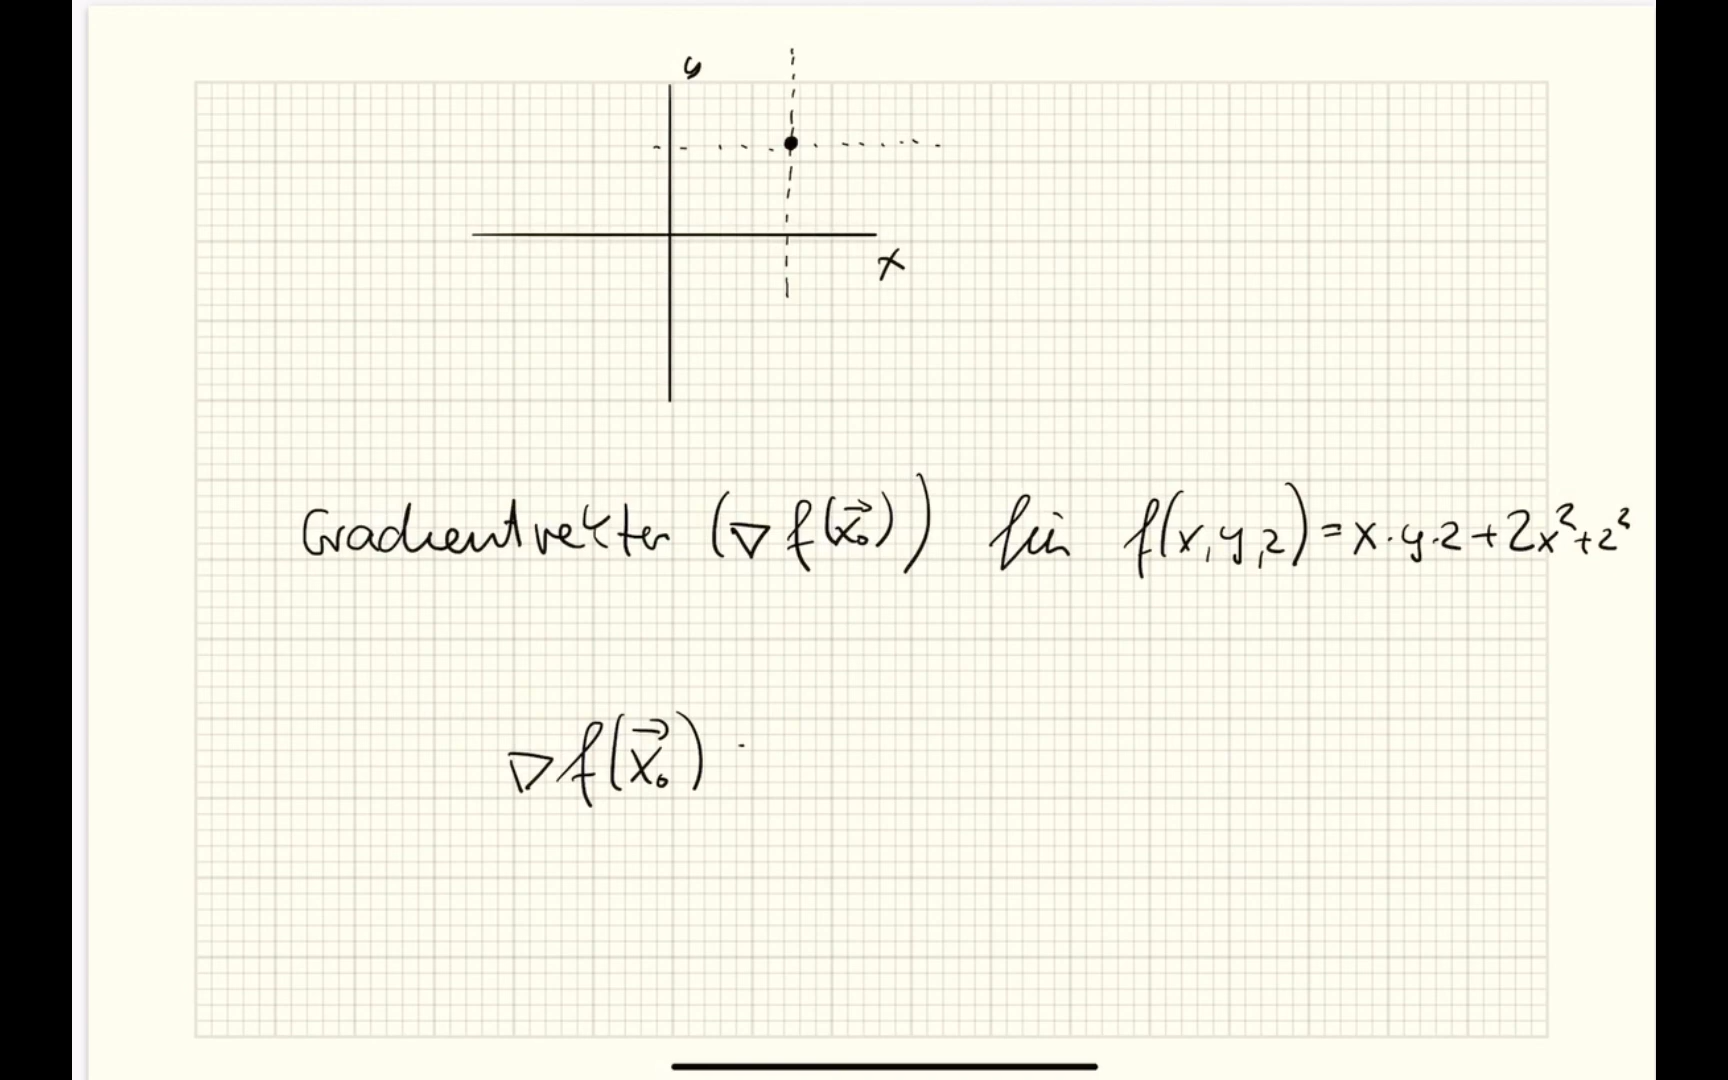 y
x
Gradientvektor (∇f(x⃗₀)) für f(x,y,z)=x·y·z+2x²+z²
∇f(x⃗₀)